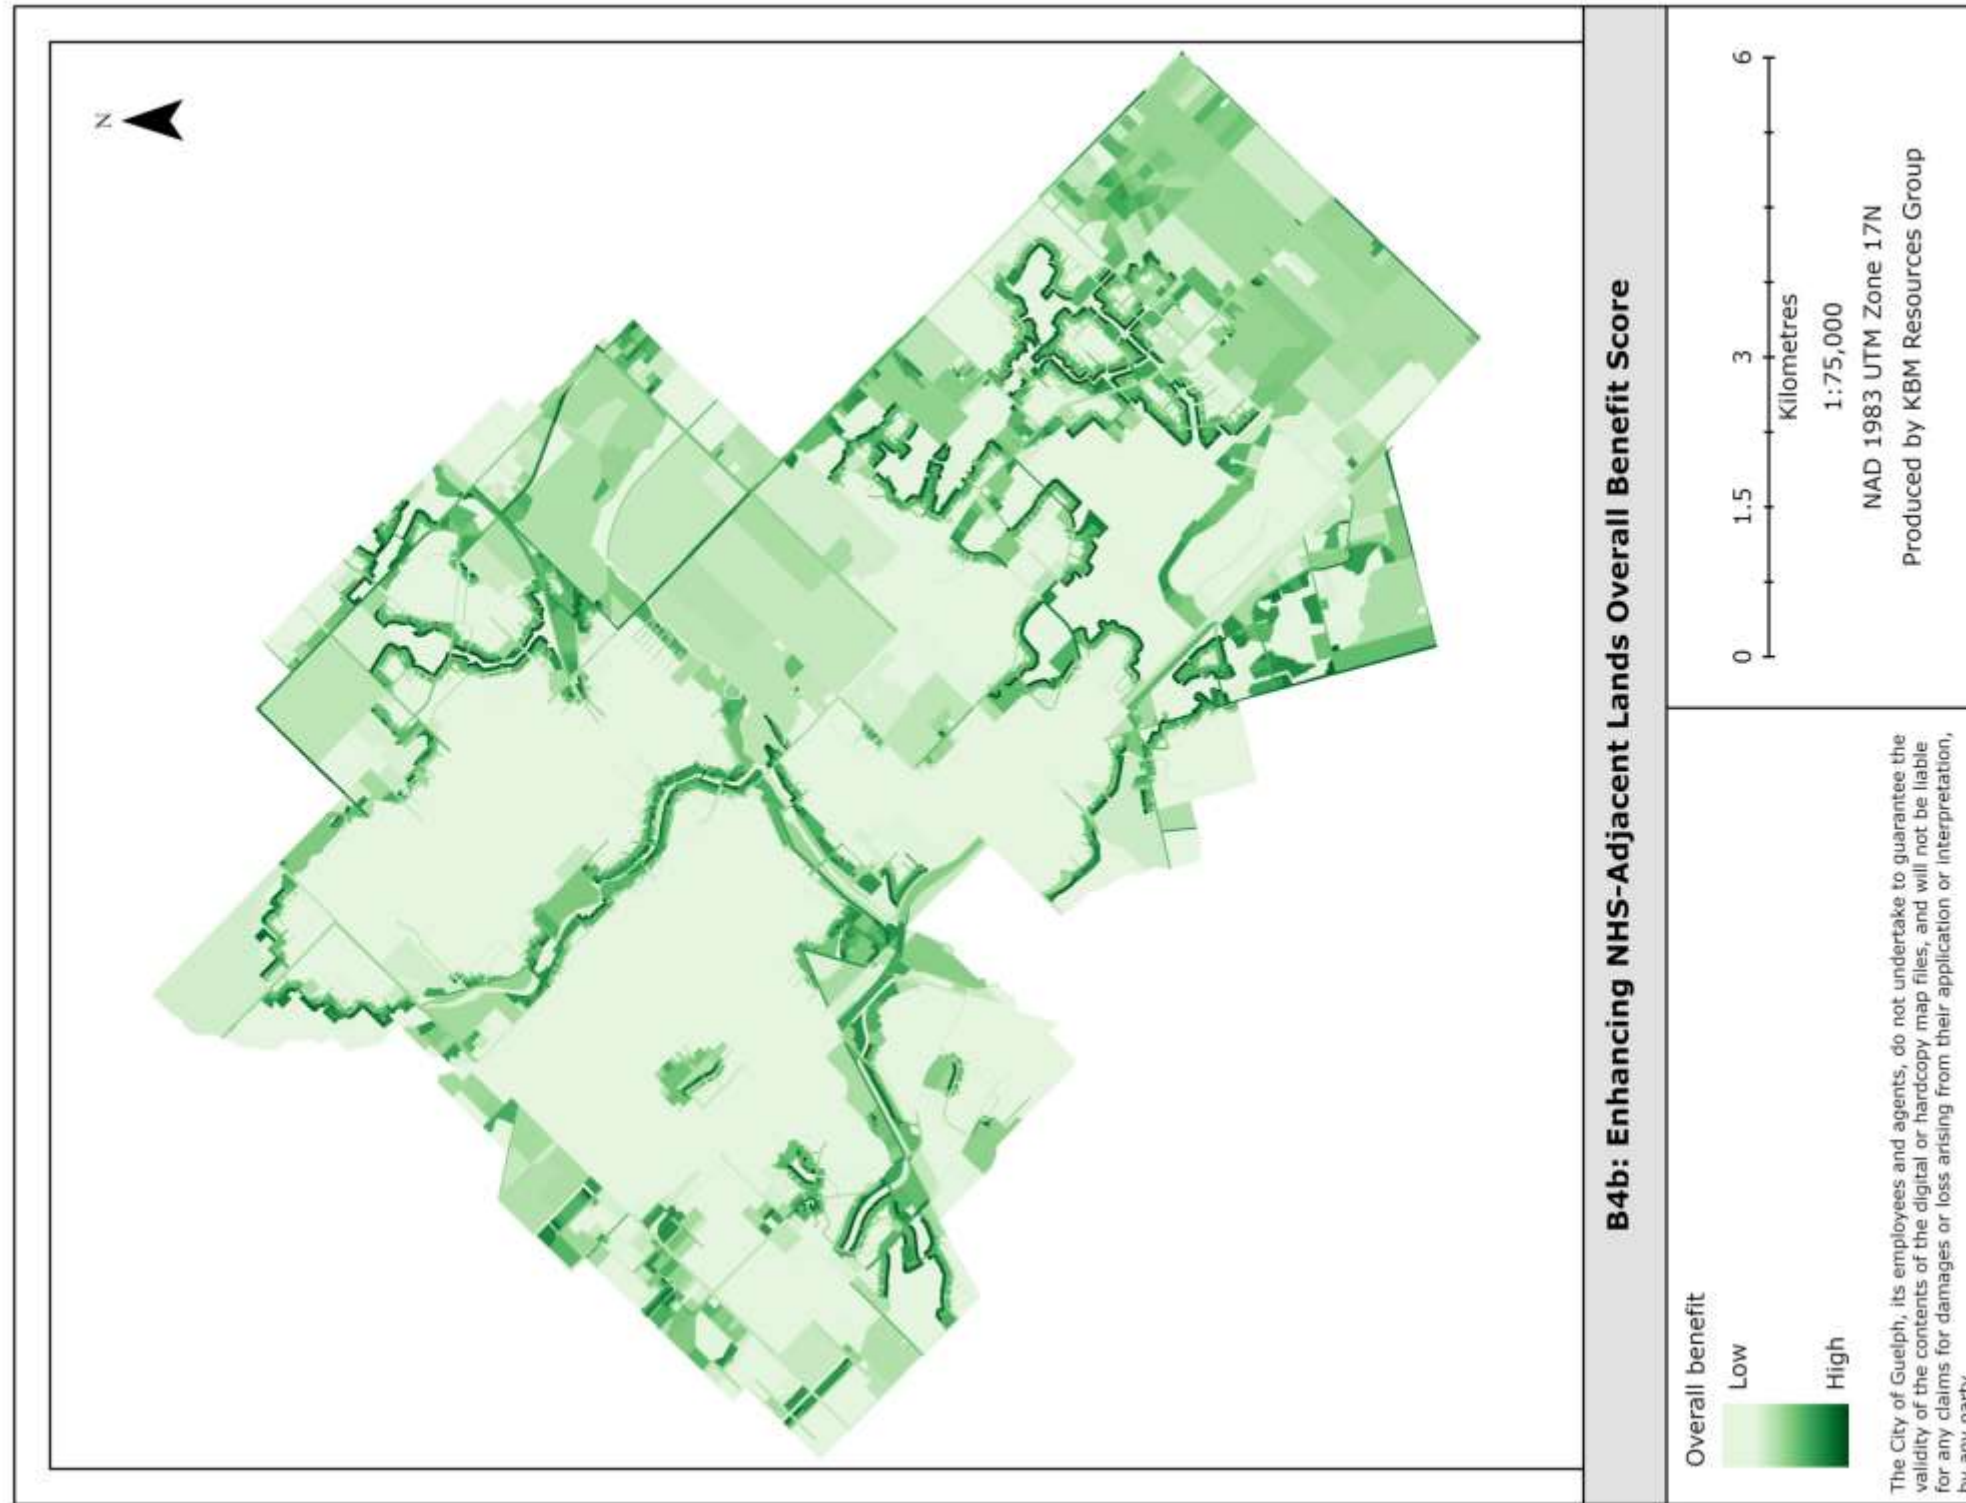 N
B4b: Enhancing NHS-Adjacent Lands Overall Benefit Score
Overall benefit
Low
High
The City of Guelph, its employees and agents, do not undertake to guarantee the
validity of the contents of the digital or hardcopy map files, and will not be liable
for any claims for damages or loss arising from their application or interpretation,
by any party.
0 1.5 3 6
Kilometres
1:75,000
NAD 1983 UTM Zone 17N
Produced by KBM Resources Group